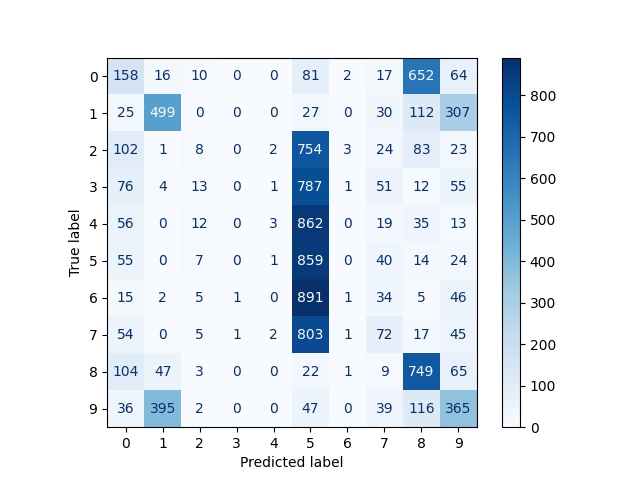 0 158 16 10 0 0 81 2 17 652 64
1 25 499 0 0 0 27 0 30 112 307 800
2 102 1 8 0 2 754 3 24 83 23 700
3 76 4 13 0 1 787 1 51 12 55 600
4 56 0 12 0 3 862 0 19 35 13 500
True label
5 55 0 7 0 1 859 0 40 14 24 400
6 15 2 5 1 0 891 1 34 5 46 300
7 54 0 5 1 2 803 1 72 17 45 200
8 104 47 3 0 0 22 1 9 749 65 100
9 36 395 2 0 0 47 0 39 116 365 0
0 1 2 3 4 5 6 7 8 9
Predicted label